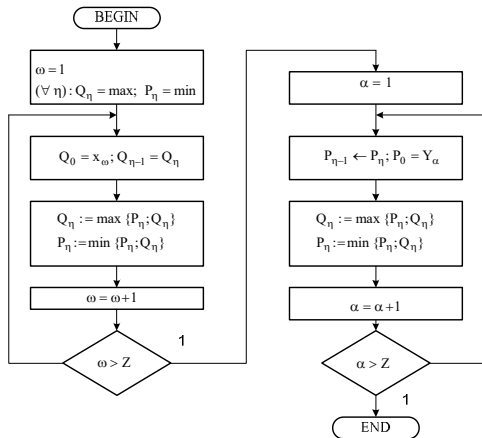 BEGIN
ω = 1
(∀ η) : Q_η = max; P_η = min
Q_0 = x_ω ; Q_η−1 = Q_η
Q_η := max {P_η ; Q_η}
P_η := min {P_η ; Q_η}
ω = ω+1
ω > Z
1
α = 1
P_η−1 ← P_η ; P_0 = Y_α
Q_η := max {P_η ; Q_η}
P_η := min {P_η ; Q_η}
α = α +1
α > Z
1
END